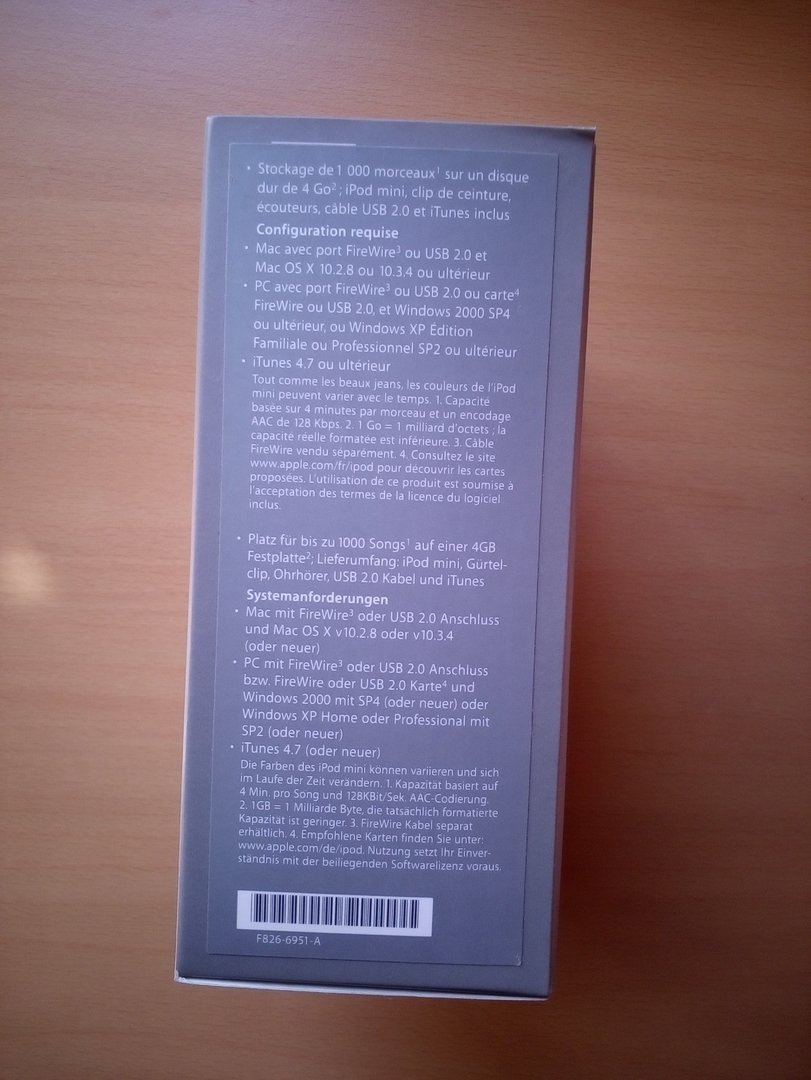 • Stockage de 1 000 morceaux¹ sur un disque
dur de 4 Go² ; iPod mini, clip de ceinture,
écouteurs, câble USB 2.0 et iTunes inclus
Configuration requise
• Mac avec port FireWire³ ou USB 2.0 et
Mac OS X 10.2.8 ou 10.3.4 ou ultérieur
• PC avec port FireWire³ ou USB 2.0 ou carte⁴
FireWire ou USB 2.0, et Windows 2000 SP4
ou ultérieur, ou Windows XP Édition
Familiale ou Professionnel SP2 ou ultérieur
• iTunes 4.7 ou ultérieur
Tout comme les beaux jeans, les couleurs de l'iPod
mini peuvent varier avec le temps. 1. Capacité
basée sur 4 minutes par morceau et un encodage
AAC de 128 Kbps. 2. 1 Go = 1 milliard d'octets ; la
capacité réelle formatée est inférieure. 3. Câble
FireWire vendu séparément. 4. Consultez le site
www.apple.com/fr/ipod pour découvrir les cartes
proposées. L'utilisation de ce produit est soumise à
l'acceptation des termes de la licence du logiciel
inclus.
• Platz für bis zu 1000 Songs¹ auf einer 4GB
Festplatte²; Lieferumfang: iPod mini, Gürtel-
clip, Ohrhörer, USB 2.0 Kabel und iTunes
Systemanforderungen
• Mac mit FireWire³ oder USB 2.0 Anschluss
und Mac OS X v10.2.8 oder v10.3.4
(oder neuer)
• PC mit FireWire³ oder USB 2.0 Anschluss
bzw. FireWire oder USB 2.0 Karte⁴ und
Windows 2000 mit SP4 (oder neuer) oder
Windows XP Home oder Professional mit
SP2 (oder neuer)
• iTunes 4.7 (oder neuer)
Die Farben des iPod mini können variieren und sich
im Laufe der Zeit verändern. 1. Kapazität basiert auf
4 Min. pro Song und 128KBit/Sek. AAC-Codierung.
2. 1GB = 1 Milliarde Byte, die tatsächlich formatierte
Kapazität ist geringer. 3. FireWire Kabel separat
erhältlich. 4. Empfohlene Karten finden Sie unter:
www.apple.com/de/ipod. Nutzung setzt Ihr Einver-
ständnis mit der beiliegenden Softwarelizenz voraus.
F826-6951-A